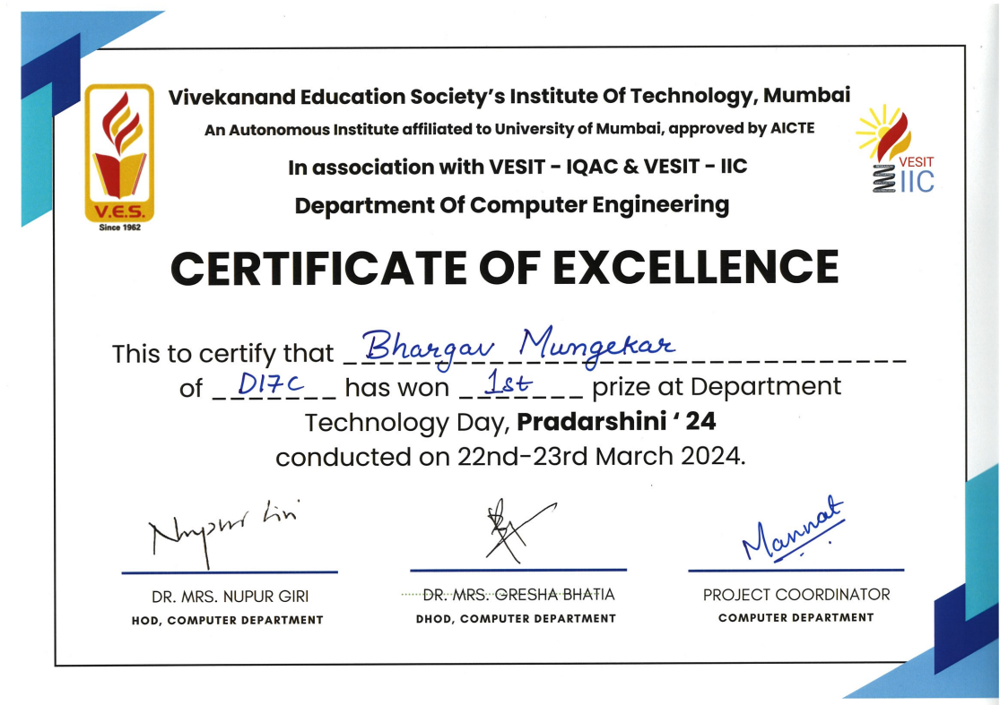 Vivekanand Education Society's Institute Of Technology, Mumbai
An Autonomous Institute affiliated to University of Mumbai, approved by AICTE
In association with VESIT - IQAC & VESIT - IIC
Department Of Computer Engineering
V.E.S.
Since 1962
VESIT
IIC
CERTIFICATE OF EXCELLENCE
This to certify that Bhargav Mungekar
of D17C has won 1st prize at Department
Technology Day, Pradarshini ‘ 24
conducted on 22nd-23rd March 2024.
Nupur Giri
Mannat
DR. MRS. NUPUR GIRI
DR. MRS. GRESHA BHATIA
PROJECT COORDINATOR
HOD, COMPUTER DEPARTMENT
DHOD, COMPUTER DEPARTMENT
COMPUTER DEPARTMENT